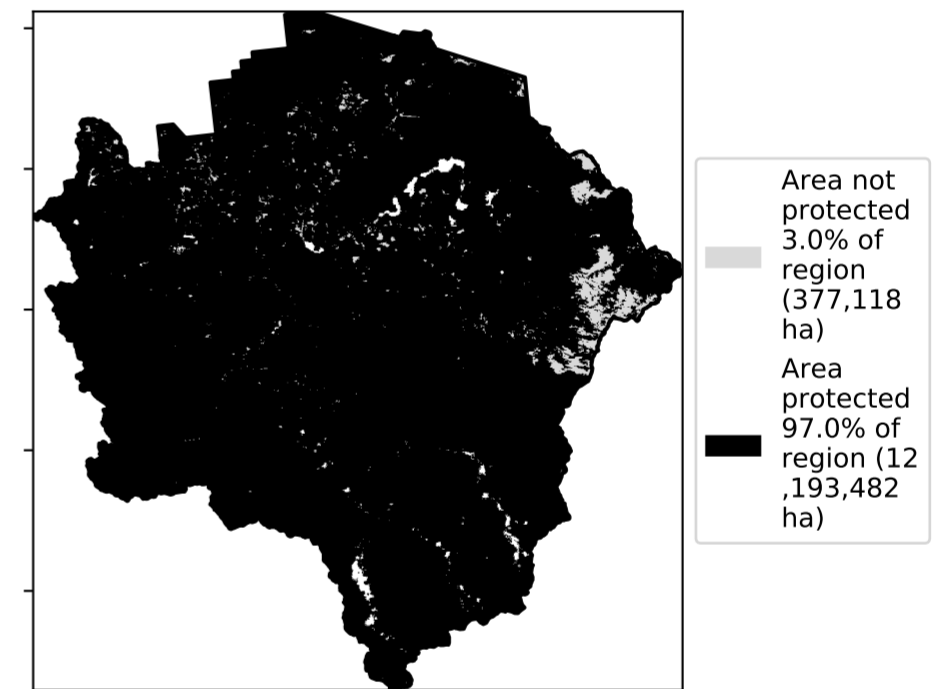 Area not
protected
3.0% of
region
(377,118
ha)
Area
protected
97.0% of
region (12
,193,482
ha)